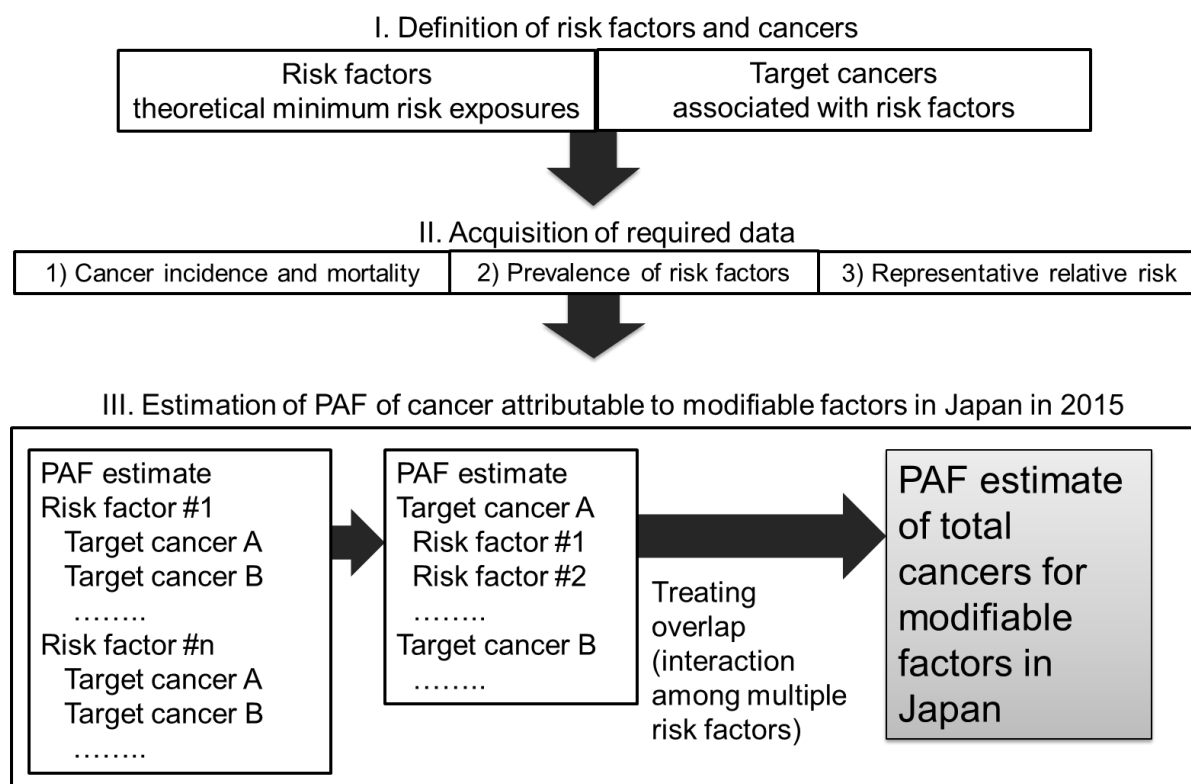 I. Definition of risk factors and cancers
Risk factors
theoretical minimum risk exposures
Target cancers
associated with risk factors
II. Acquisition of required data
1) Cancer incidence and mortality
2) Prevalence of risk factors
3) Representative relative risk
III. Estimation of PAF of cancer attributable to modifiable factors in Japan in 2015
PAF estimate
Risk factor #1
Target cancer A
Target cancer B
........
Risk factor #n
Target cancer A
Target cancer B
........
PAF estimate
Target cancer A
Risk factor #1
Risk factor #2
........
Target cancer B
........
Treating
overlap
(interaction
among multiple
risk factors)
PAF estimate
of total
cancers for
modifiable
factors in
Japan